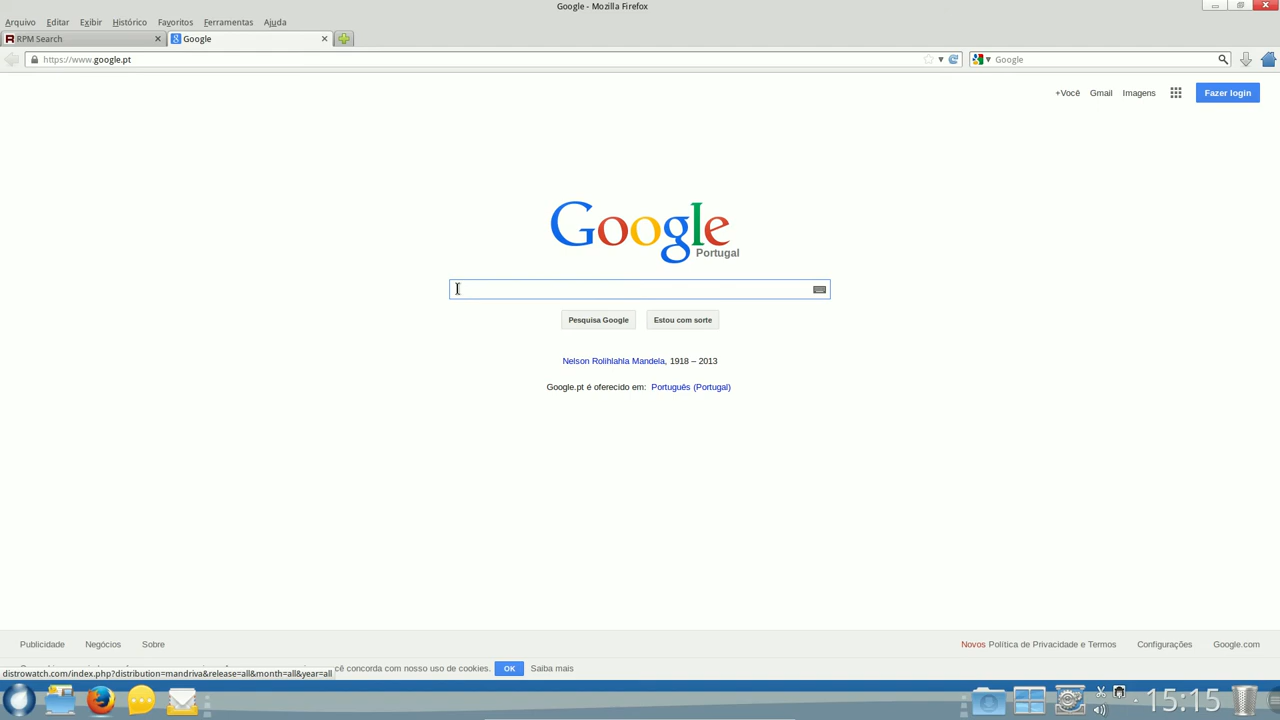 Google - Mozilla Firefox
Arquivo Editar Exibir Histórico Favoritos Ferramentas Ajuda
RPM Search Google
https://www.google.pt Google
+Você Gmail Imagens Fazer login
Google
Portugal
Pesquisa Google Estou com sorte
Nelson Rolihlahla Mandela, 1918 – 2013
Google.pt é oferecido em: Português (Portugal)
Publicidade Negócios Sobre Novos Política de Privacidade e Termos Configurações Google.com
cê concorda com nosso uso de cookies. OK Saiba mais
distrowatch.com/index.php?distribution=mandriva&release=all&month=all&year=all
15:15